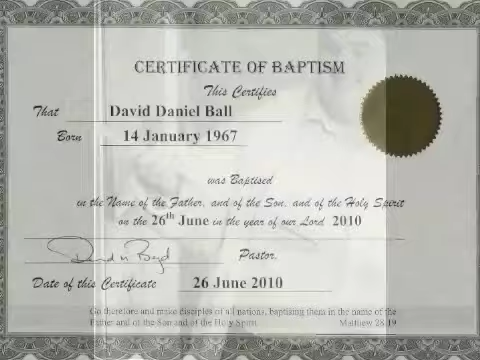 CERTIFICATE OF BAPTISM
This Certifies
That David Daniel Ball
Born 14 January 1967
was Baptised
in the Name of the Father, and of the Son, and of the Holy Spirit
on the 26th June in the year of our Lord 2010
Pastor.
Date of this Certificate 26 June 2010
Go therefore and make disciples of all nations, baptizing them in the name of the
Father and of the Son and of the Holy Spirit. Matthew 28:19